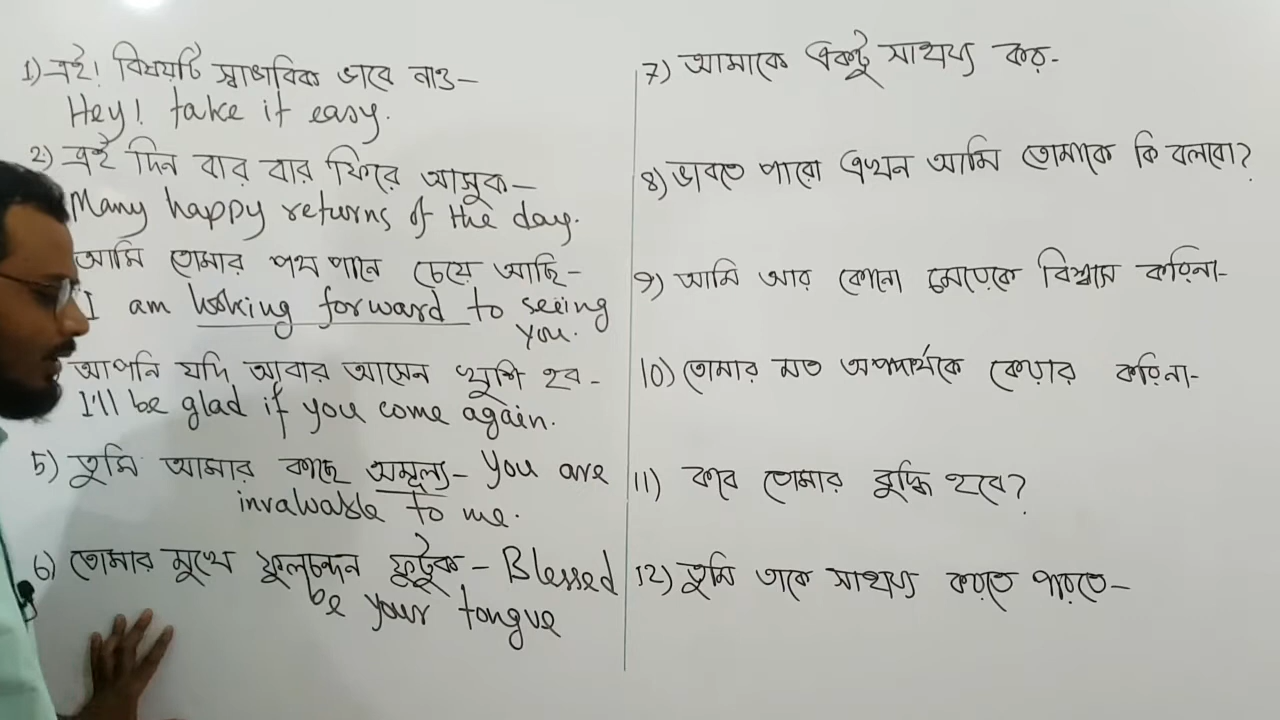 1) এই! বিষয়টি স্বাভাবিক ভাবে নাও-
Hey! take it easy.
2) এই দিন বার বার ফিরে আসুক-
Many happy returns of the day.
আমি তোমার পথ পানে চেয়ে আছি-
I am looking forward to seeing
you.
আপনি যদি আবার আসেন খুশি হব-
I'll be glad if you come again.
5) তুমি আমার কাছে অমূল্য- You are
invaluable to me.
6) তোমার মুখে ফুলচন্দন ফুটুক- Blessed
be your tongue
7) আমাকে একটু সাহায্য কর-
8) ভাবতে পারো এখন আমি তোমাকে কি বলবো?
9) আমি আর কোনো মেয়েকে বিশ্বাস করিনা-
10) তোমার মত অপদার্থকে কেয়ার করিনা-
11) কবে তোমার বুদ্ধি হবে?
12) তুমি তাকে সাহায্য করতে পারতে-